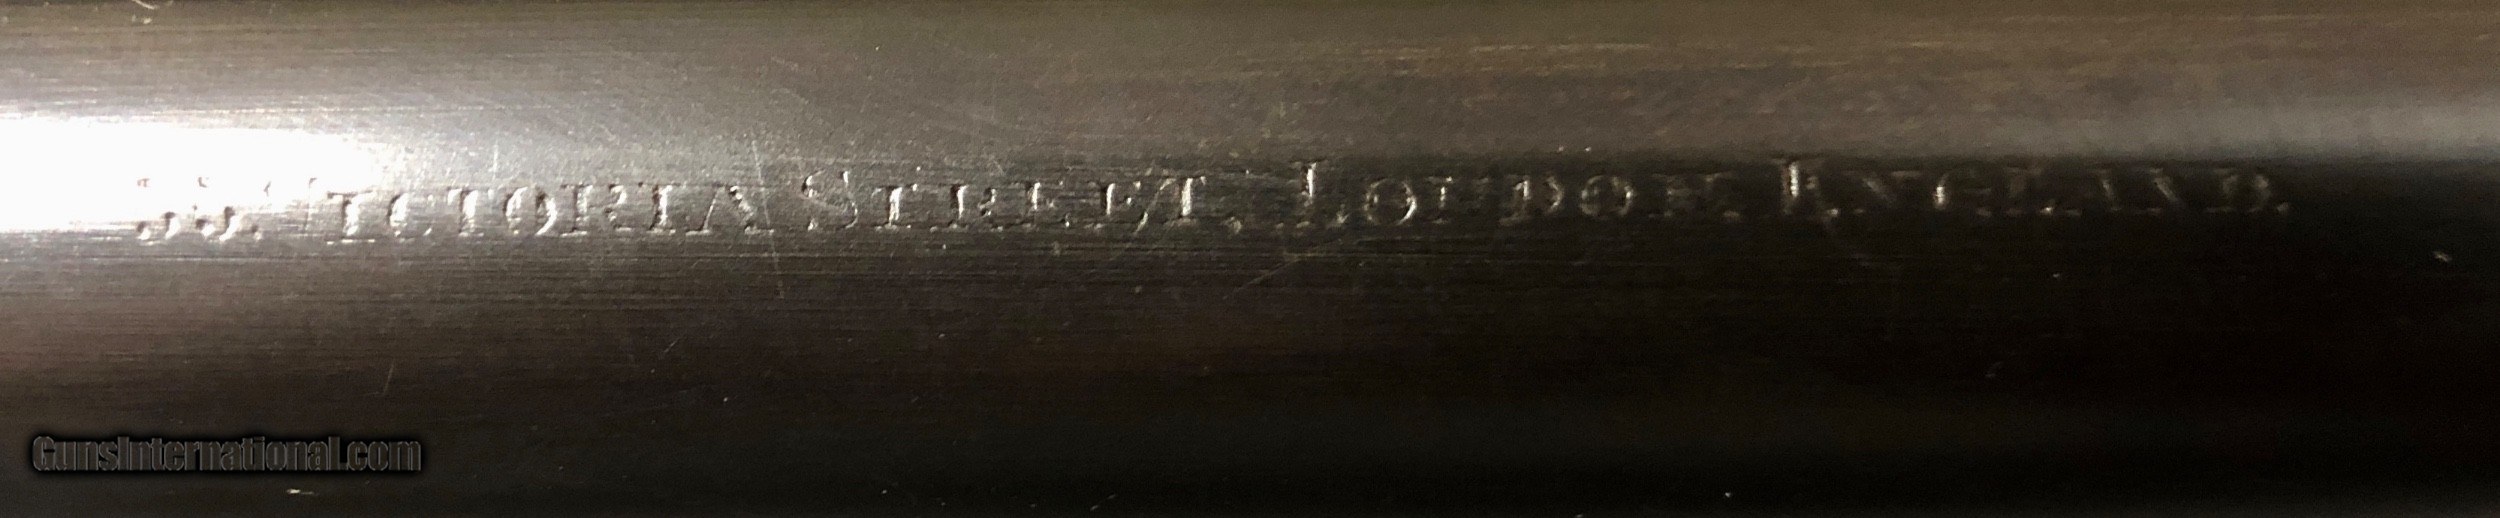 Victoria Street, London England.
GunsInternational.com